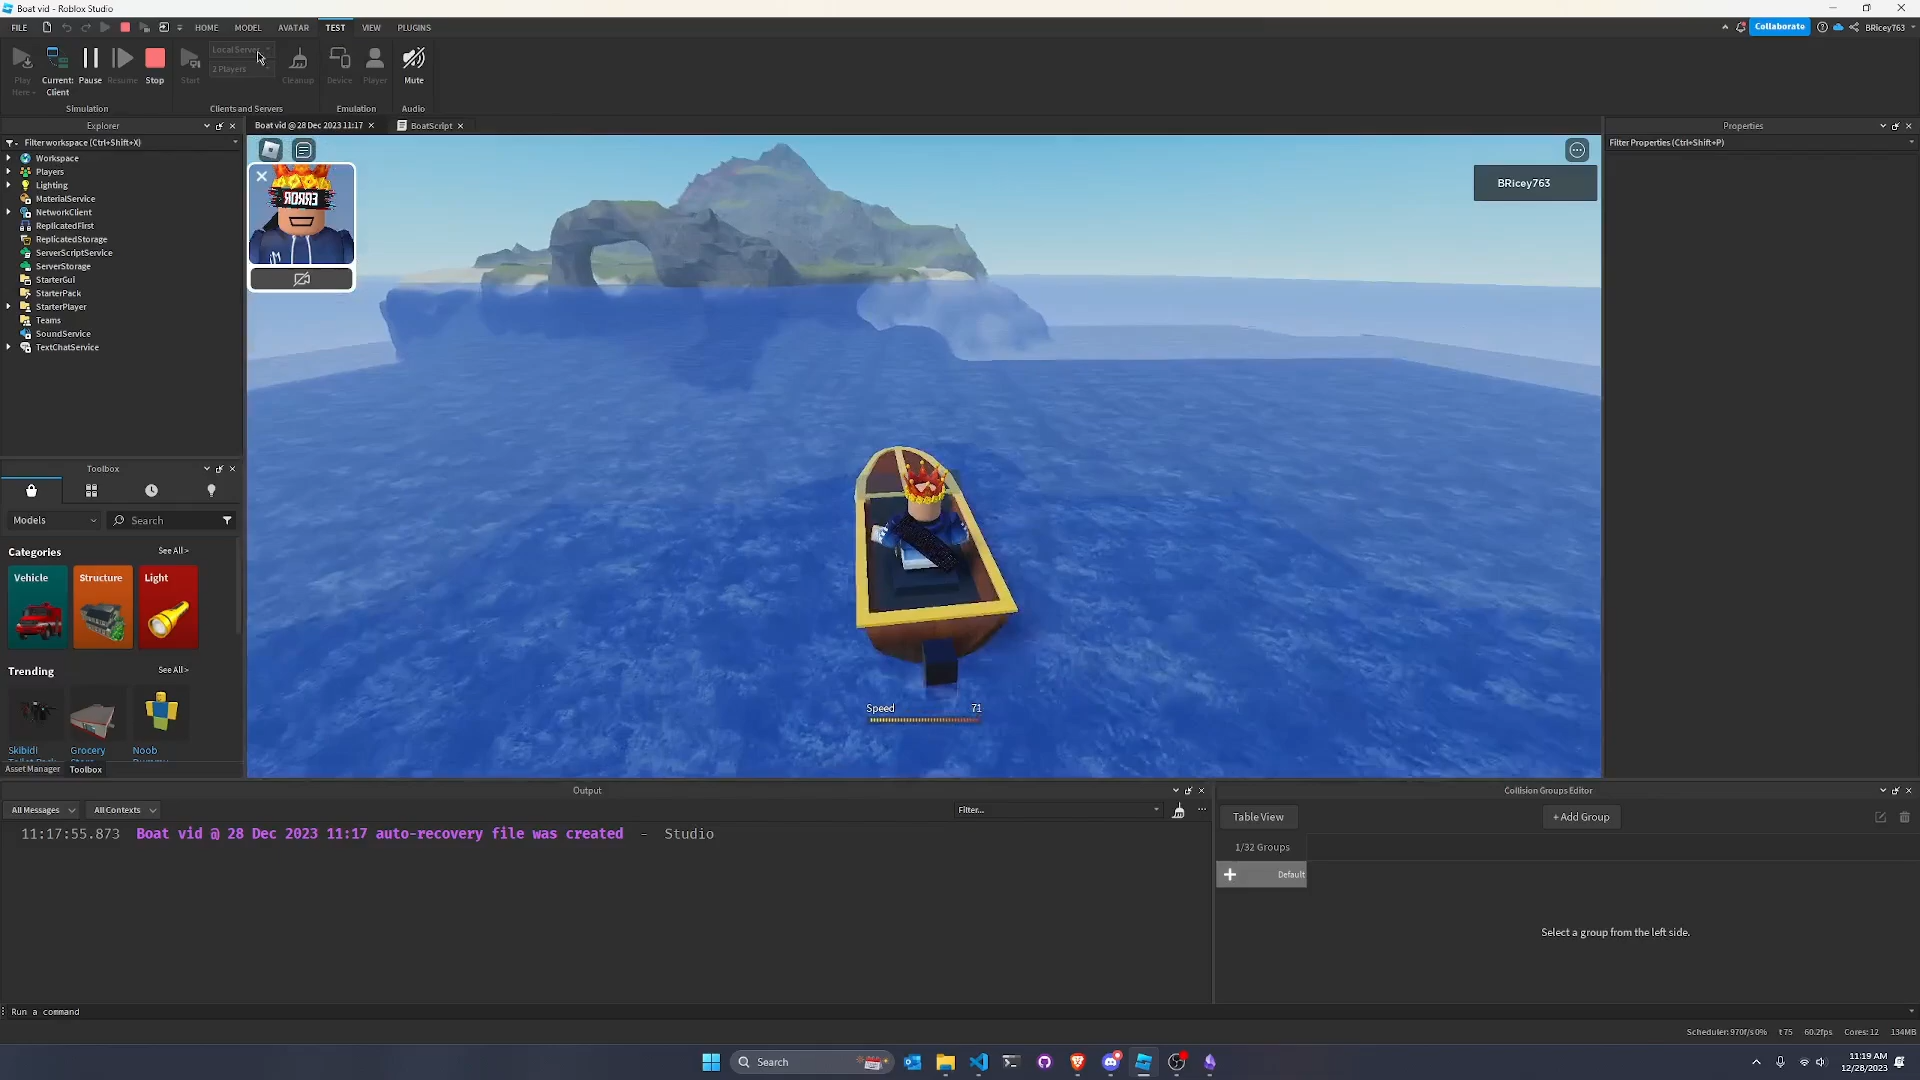 Boat vid - Roblox Studio
FILE HOME MODEL AVATAR TEST VIEW PLUGINS Collaborate BRicey763
Play Here Current: Client Pause Resume Stop Start Local Server 2 Players Cleanup Device Player Mute
Simulation Clients and Servers Emulation Audio
Explorer
Boat vid @ 28 Dec 2023 11:17
BoatScript
Properties
Filter workspace (Ctrl+Shift+X)
Filter Properties (Ctrl+Shift+P)
Workspace
Players
Lighting
MaterialService
NetworkClient
ReplicatedFirst
ReplicatedStorage
ServerScriptService
ServerStorage
StarterGui
StarterPack
StarterPlayer
Teams
SoundService
TextChatService
ERROR
BRicey763
Speed 71
Toolbox
Models Search
Categories See All>
Vehicle Structure Light
Trending See All>
Skibidi Grocery Noob
Asset Manager Toolbox
Output
All Messages All Contexts Filter...
11:17:55.873 Boat vid @ 28 Dec 2023 11:17 auto-recovery file was created - Studio
Collision Groups Editor
Table View + Add Group
1/32 Groups
Default
Select a group from the left side.
Run a command
Scheduler: 970f/s0% 60.2fps Cores: 12 134MB
Search
11:19 AM
12/28/2023